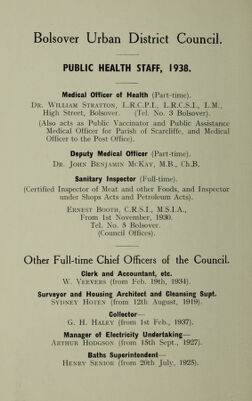 Bolsover Urban District Council.
PUBLIC HEALTH STAFF, 1938.
Medical Officer of Health (Part-time).
DR. WILLIAM STRATTON, L.R.C.P.I., L.R.C.S.I., L.M.,
High Street, Bolsover. (Tel. No. 3 Bolsover).
(Also acts as Public Vaccinator and Public Assistance
Medical Officer for Parish of Scarcliffe, and Medical
Officer to the Post Office).
Deputy Medical Officer (Part-time).
DR. JOHN BENJAMIN MCKAY, M.B., Ch.B.
Sanitary Inspector (Full-time).
(Certified Inspector of Meat and other Foods, and Inspector
under Shops Acts and Petroleum Acts).
ERNEST BOOTH, C.R.S.I., M.S.I.A.,
From 1st November, 1930.
Tel. No. 5 Bolsover.
(Council Offices).
Other Full-time Chief Officers of the Council.
Clerk and Accountant, etc.
W. VEEVERS (from Feb. 19th, 1934).
Surveyor and Housing Architect and Cleansing Supt.
SYDNEY HOTEN (from 12th August, 1919).
Collector—
G. H. HALEY (from 1st Feb., 1937).
Manager of Electricity Undertaking—
ARTHUR HODGSON (from 15th Sept., 1927).
Baths Superintendent—
HENRY SENIOR (from 20th July, 1925).